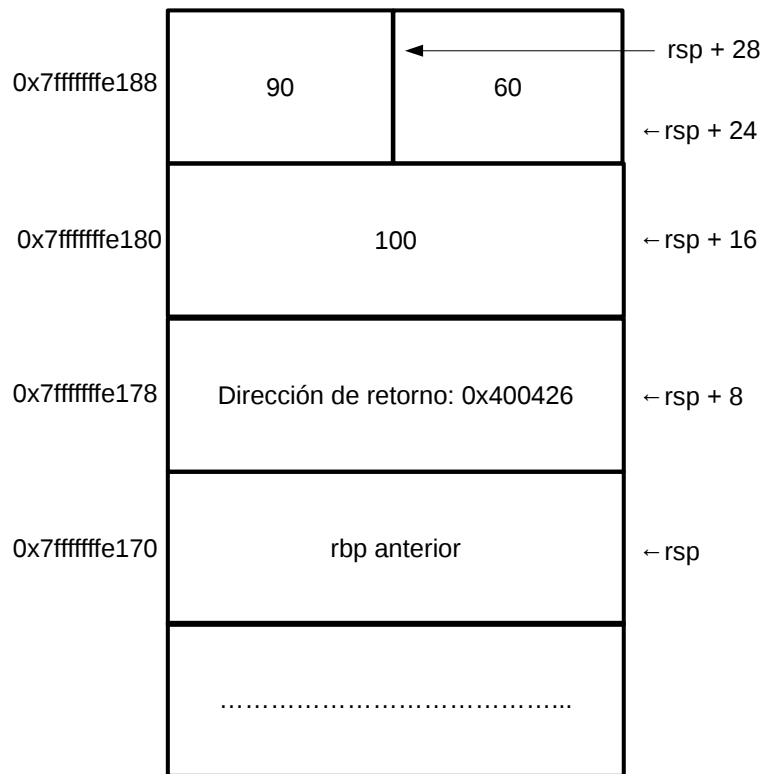 rsp + 28
0x7fffffffe188
90
60
←rsp + 24
0x7fffffffe180
100
←rsp + 16
0x7fffffffe178
Dirección de retorno: 0x400426
←rsp + 8
0x7fffffffe170
rbp anterior
←rsp
…………………………………...